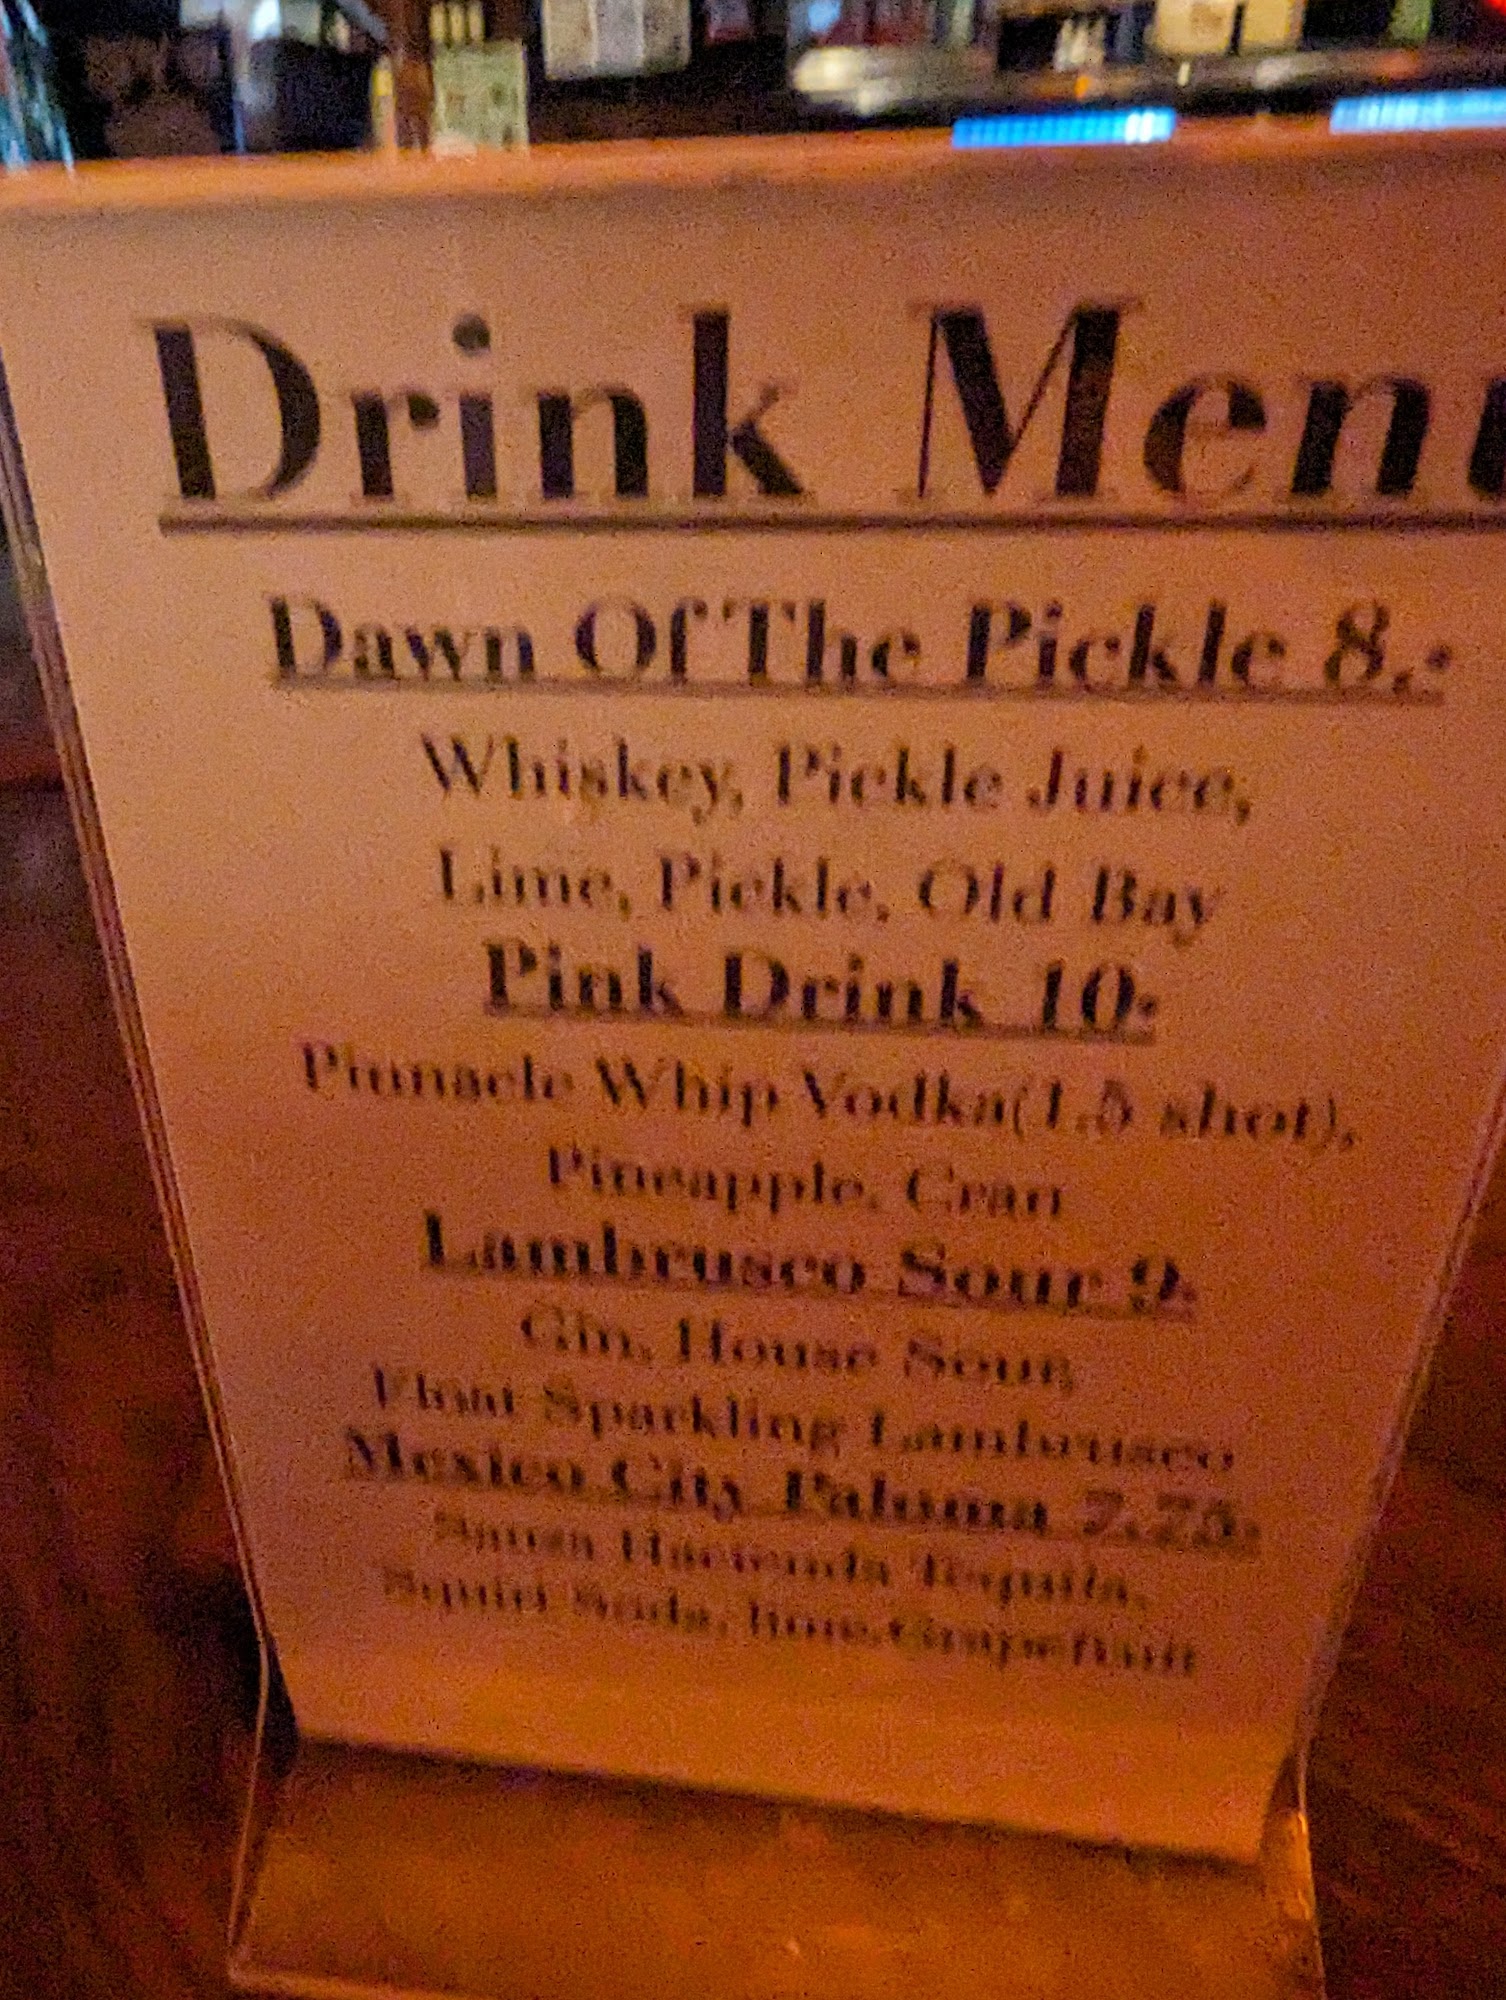 Drink Menu
Dawn Of The Pickle 8.-
Whiskey, Pickle Juice,
Lime, Pickle, Old Bay
Pink Drink 10-
Pinnacle Whip Vodka(1.5 shot),
Pineapple, Cran
Lambrusco Sour 9-
Gin, House Sour,
Float Sparkling Lambrusco
Mexico City Paloma 7.75-
Hacienda Tequila,
Squirt Soda, lime, Grapefruit